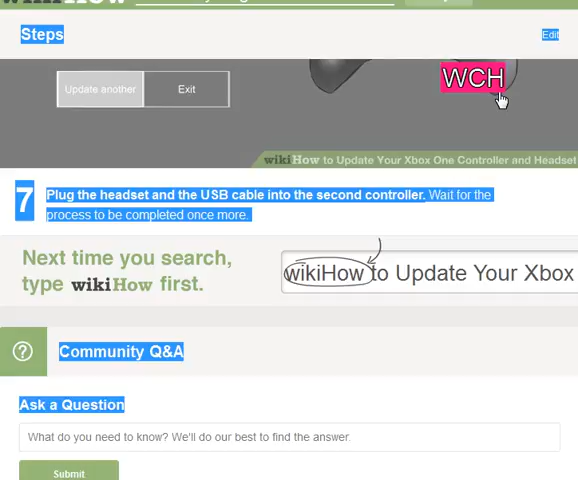 Steps
Edit
WCH
Update another
Exit
wikiHow to Update Your Xbox One Controller and Headset
7
Plug the headset and the USB cable into the second controller. Wait for the
process to be completed once more.
Next time you search,
type wikiHow first.
wikiHow to Update Your Xbox
?
Community Q&A
Ask a Question
What do you need to know? We'll do our best to find the answer.
Submit